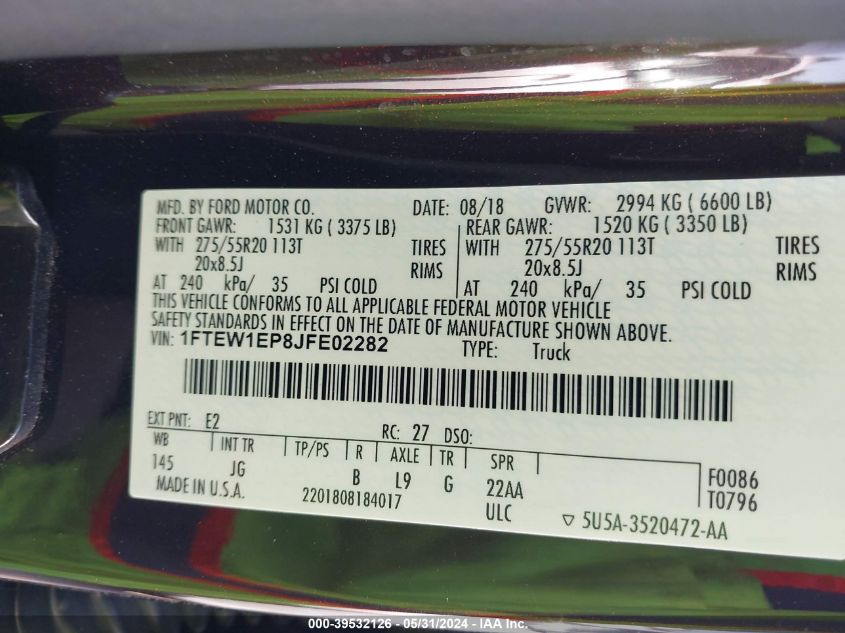 MFD. BY FORD MOTOR CO. DATE: 08/18 GVWR: 2994 KG ( 6600 LB)
FRONT GAWR: 1531 KG ( 3375 LB) REAR GAWR: 1520 KG ( 3350 LB)
WITH 275/55R20 113T TIRES WITH 275/55R20 113T TIRES
20x8.5J RIMS 20x8.5J RIMS
AT 240 kPa/ 35 PSI COLD AT 240 kPa/ 35 PSI COLD
THIS VEHICLE CONFORMS TO ALL APPLICABLE FEDERAL MOTOR VEHICLE
SAFETY STANDARDS IN EFFECT ON THE DATE OF MANUFACTURE SHOWN ABOVE.
VIN: 1FTEW1EP8JFE02282 TYPE: Truck
EXT PNT: E2 RC: 27 DSO:
WB INT TR TP/PS R AXLE TR SPR
145 JG B L9 G 22AA F0086
MADE IN U.S.A. 2201808184017 ULC T0796
5U5A-3520472-AA
000-39532126 - 05/31/2024 - IAA Inc.